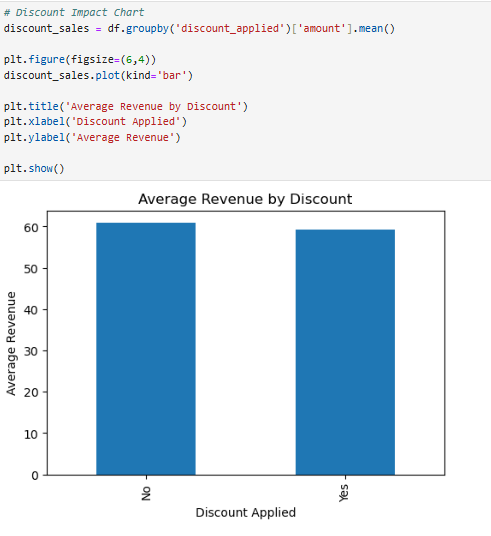 # Discount Impact Chart
discount_sales = df.groupby('discount_applied')['amount'].mean()
plt.figure(figsize=(6,4))
discount_sales.plot(kind='bar')
plt.title('Average Revenue by Discount')
plt.xlabel('Discount Applied')
plt.ylabel('Average Revenue')
plt.show()
Average Revenue by Discount
Average Revenue
60
50
40
30
20
10
0
No
Yes
Discount Applied